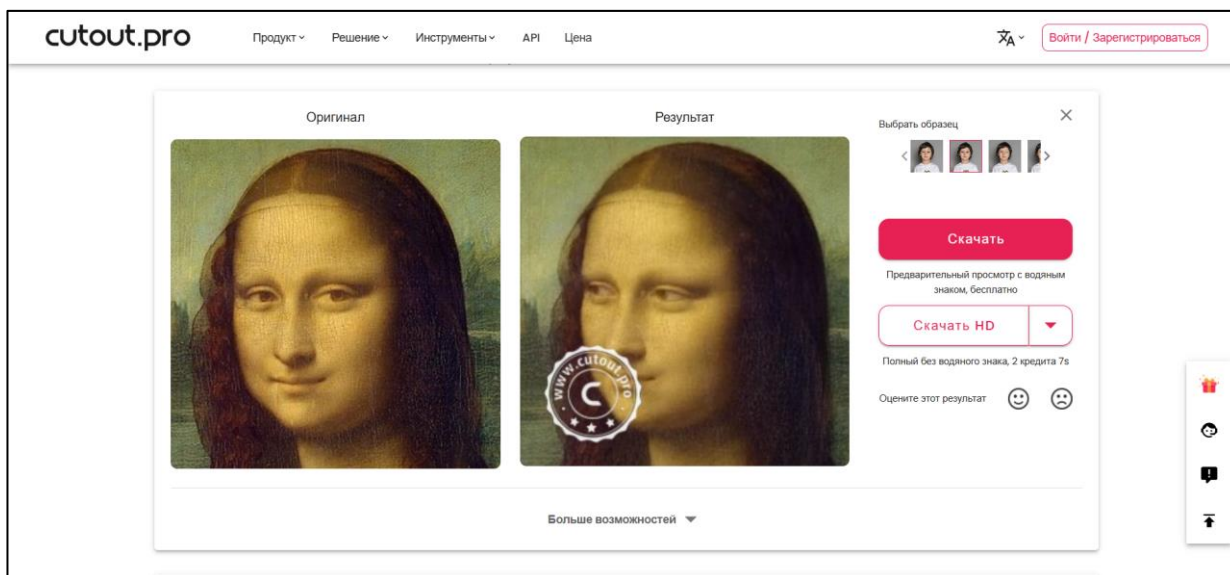 cutout.pro
Продукт
Решение
Инструменты
API
Цена
Войти / Зарегистрироваться
Оригинал
Результат
Выбрать образец
www.cutout.pro
C
Скачать
Предварительный просмотр с водяным
знаком, бесплатно
Скачать HD
Полный без водяного знака, 2 кредита 7s
Оцените этот результат
Больше возможностей